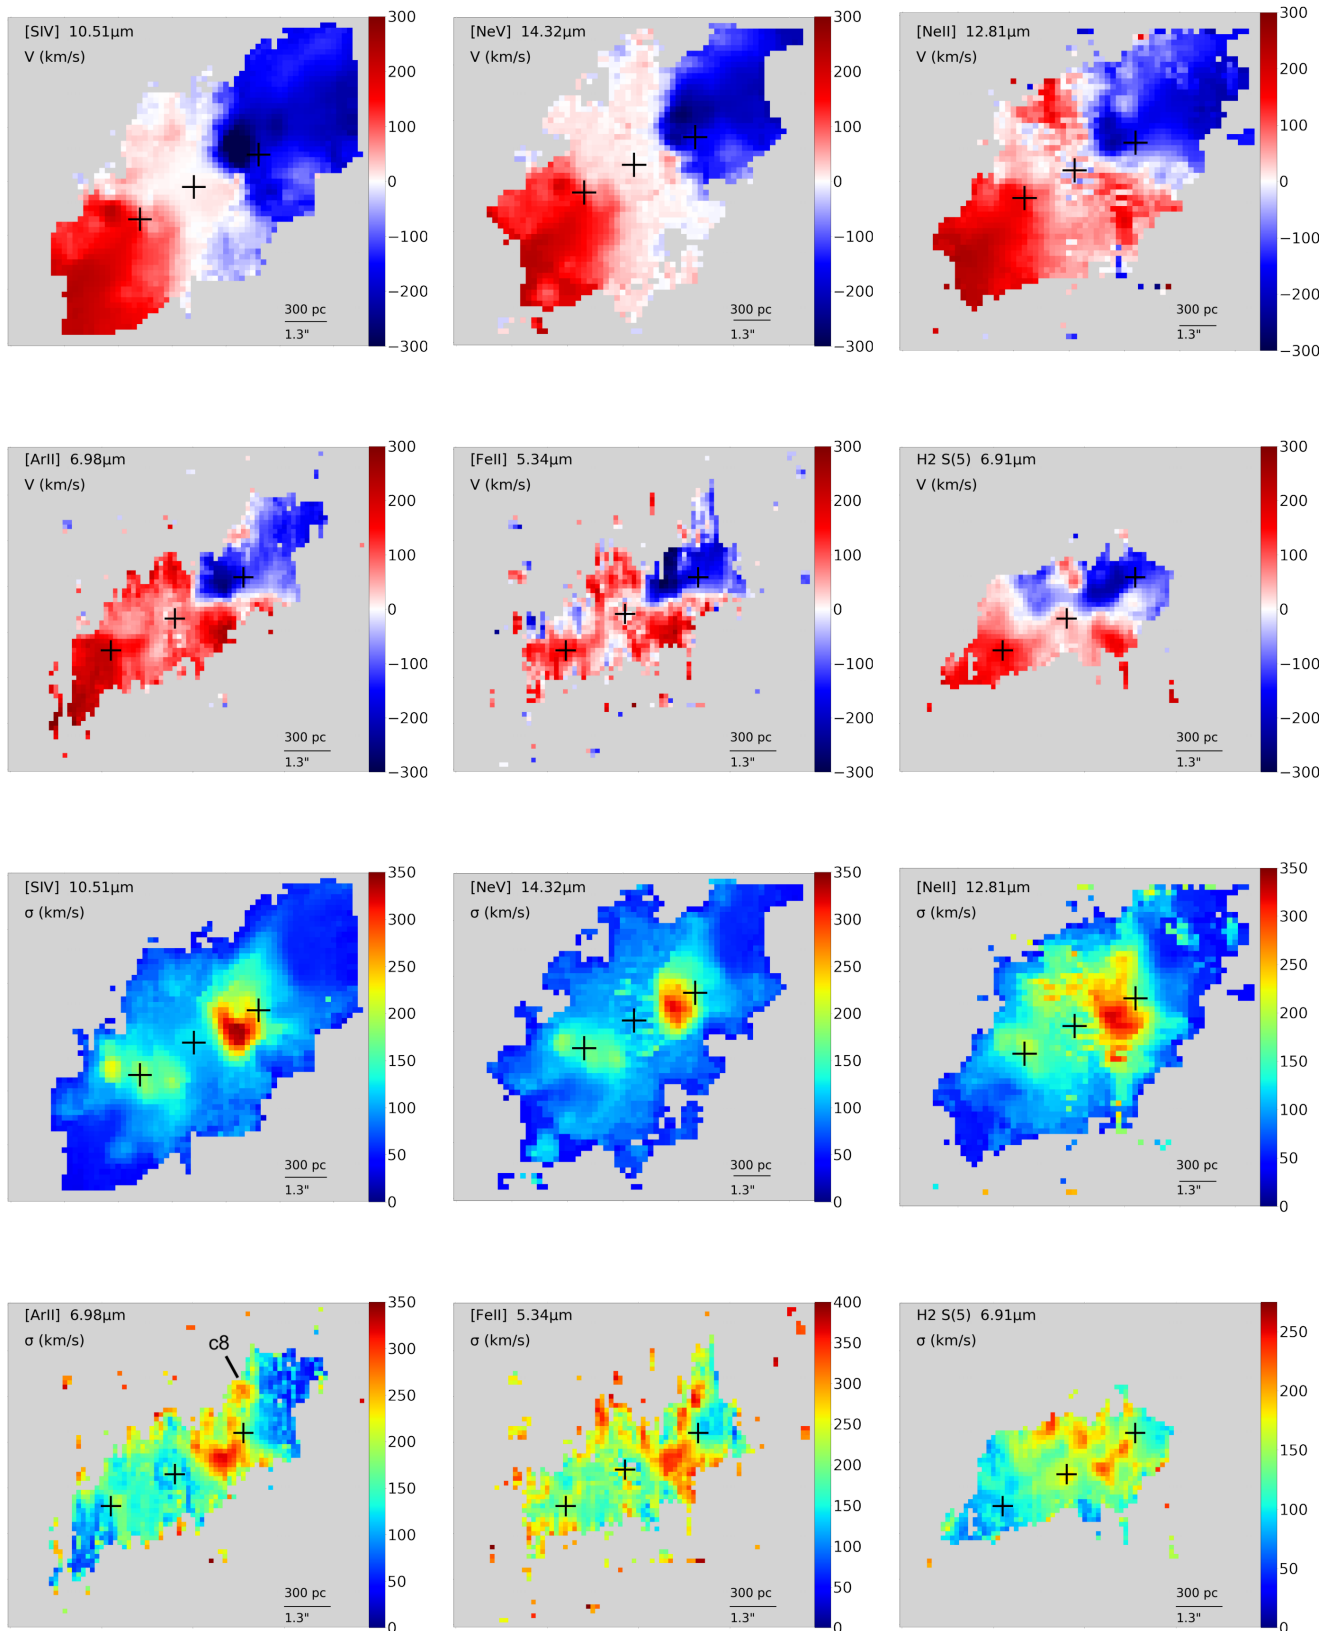 [SIV] 10.51μm
V (km/s)
300 pc
1.3"
300
200
100
0
−100
−200
−300
[NeV] 14.32μm
V (km/s)
300 pc
1.3"
300
200
100
0
−100
−200
−300
[NeII] 12.81μm
V (km/s)
300 pc
1.3"
300
200
100
0
−100
−200
−300
[ArII] 6.98μm
V (km/s)
300 pc
1.3"
300
200
100
0
−100
−200
−300
[FeII] 5.34μm
V (km/s)
300 pc
1.3"
300
200
100
0
−100
−200
−300
H2 S(5) 6.91μm
V (km/s)
300 pc
1.3"
300
200
100
0
−100
−200
−300
[SIV] 10.51μm
σ (km/s)
300 pc
1.3"
350
300
250
200
150
100
50
0
[NeV] 14.32μm
σ (km/s)
300 pc
1.3"
350
300
250
200
150
100
50
0
[NeII] 12.81μm
σ (km/s)
300 pc
1.3"
350
300
250
200
150
100
50
0
[ArII] 6.98μm
σ (km/s)
c8
300 pc
1.3"
350
300
250
200
150
100
50
0
[FeII] 5.34μm
σ (km/s)
300 pc
1.3"
400
350
300
250
200
150
100
50
0
H2 S(5) 6.91μm
σ (km/s)
300 pc
1.3"
250
200
150
100
50
0